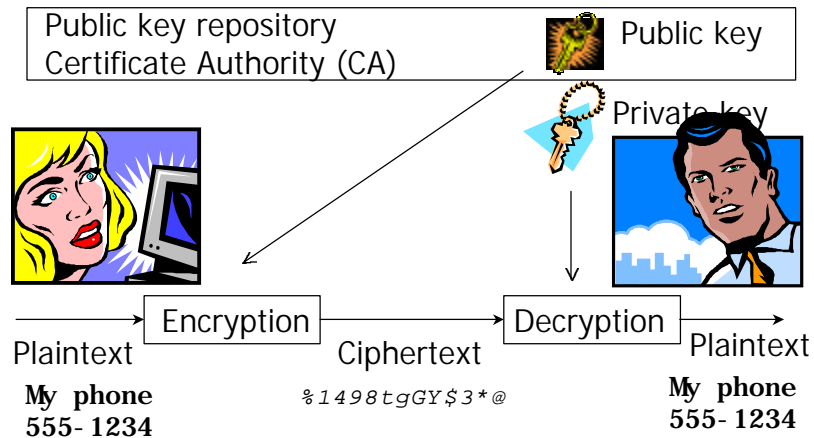 Public key repository
Certificate Authority (CA)
Public key
Private key
Encryption
Decryption
Plaintext
Ciphertext
Plaintext
My phone
555-1234
%1498tgGY$3*@
My phone
555-1234